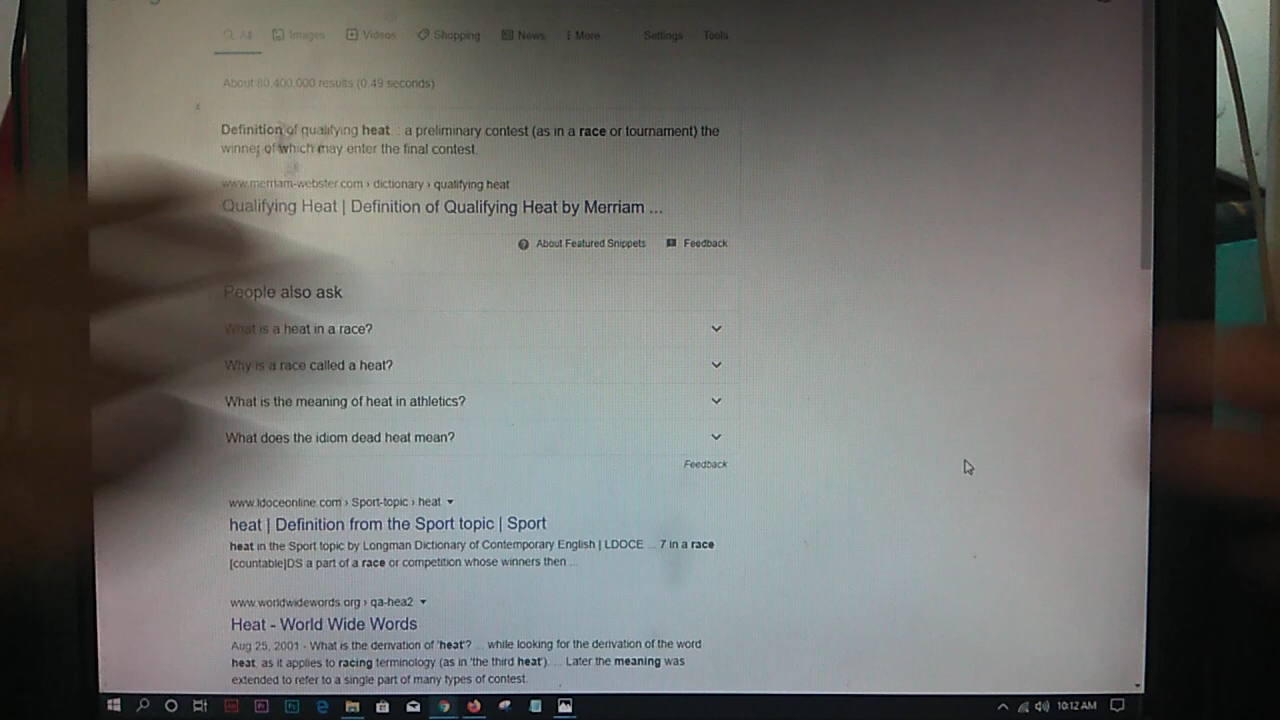 All Images Videos Shopping News More Settings Tools
About 80,400,000 results (0.49 seconds)
Definition of qualifying heat : a preliminary contest (as in a race or tournament) the
winner of which may enter the final contest.
www.merriam-webster.com › dictionary › qualifying heat
Qualifying Heat | Definition of Qualifying Heat by Merriam ...
About Featured Snippets Feedback
People also ask
What is a heat in a race?
Why is a race called a heat?
What is the meaning of heat in athletics?
What does the idiom dead heat mean?
Feedback
www.ldoceonline.com › Sport-topic › heat
heat | Definition from the Sport topic | Sport
heat in the Sport topic by Longman Dictionary of Contemporary English | LDOCE ... 7 in a race
[countable]DS a part of a race or competition whose winners then ...
www.worldwidewords.org › qa-hea2
Heat - World Wide Words
Aug 25, 2001 - What is the derivation of 'heat'? ... while looking for the derivation of the word
heat, as it applies to racing terminology (as in 'the third heat'). ... Later the meaning was
extended to refer to a single part of many types of contest.
10:12 AM